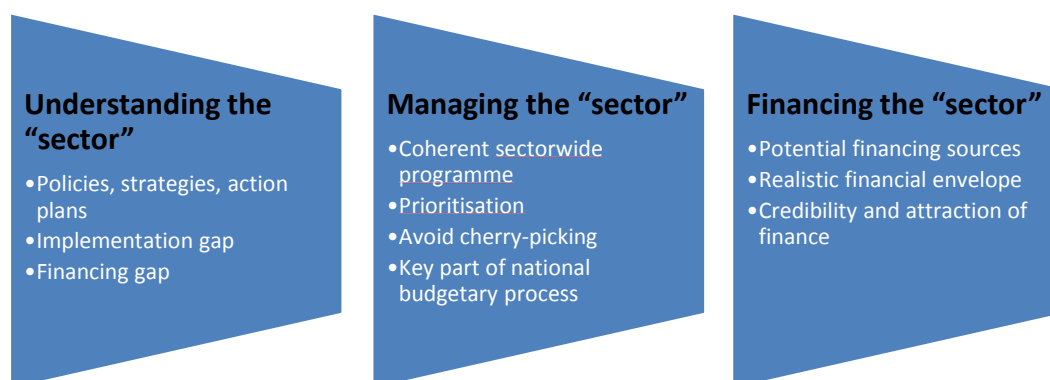 Understanding the
“sector”
•Policies, strategies, action
plans
•Implementation gap
•Financing gap
Managing the “sector”
•Coherent sectorwide
programme
•Prioritisation
•Avoid cherry-picking
•Key part of national
budgetary process
Financing the “sector”
•Potential financing sources
•Realistic financial envelope
•Credibility and attraction of
finance